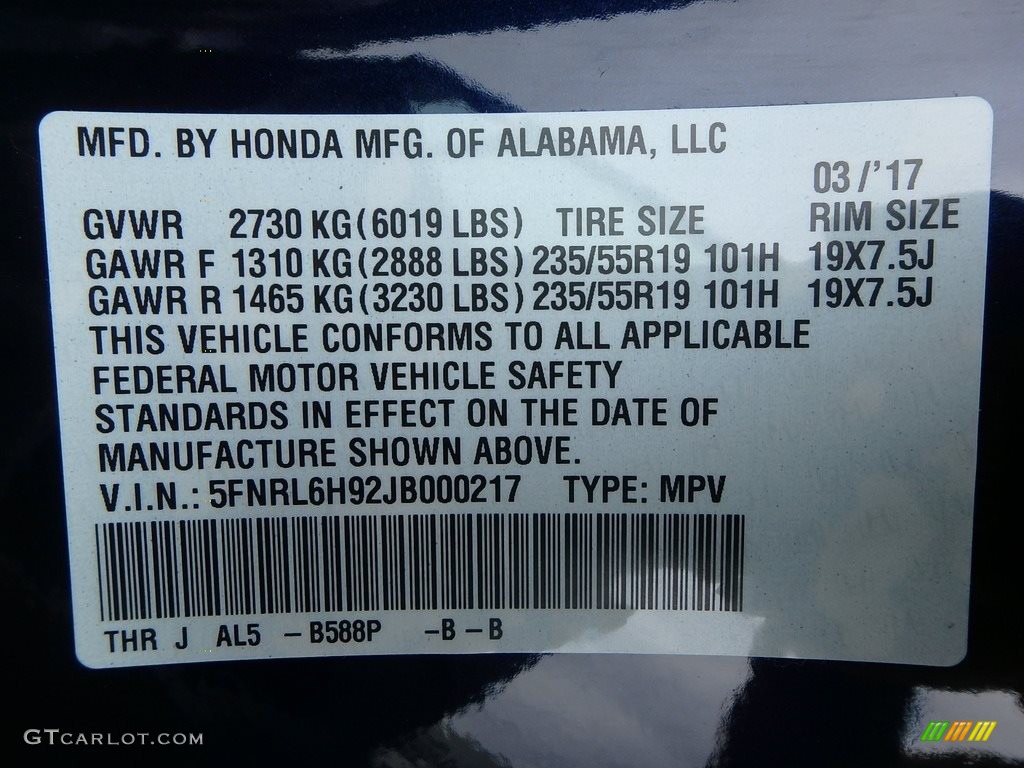 MFD. BY HONDA MFG. OF ALABAMA, LLC
03/'17
GVWR 2730 KG (6019 LBS) TIRE SIZE RIM SIZE
GAWR F 1310 KG (2888 LBS) 235/55R19 101H 19X7.5J
GAWR R 1465 KG (3230 LBS) 235/55R19 101H 19X7.5J
THIS VEHICLE CONFORMS TO ALL APPLICABLE
FEDERAL MOTOR VEHICLE SAFETY
STANDARDS IN EFFECT ON THE DATE OF
MANUFACTURE SHOWN ABOVE.
V.I.N.: 5FNRL6H92JB000217 TYPE: MPV
THR J AL5 – B588P –B –B
GTCARLOT.COM